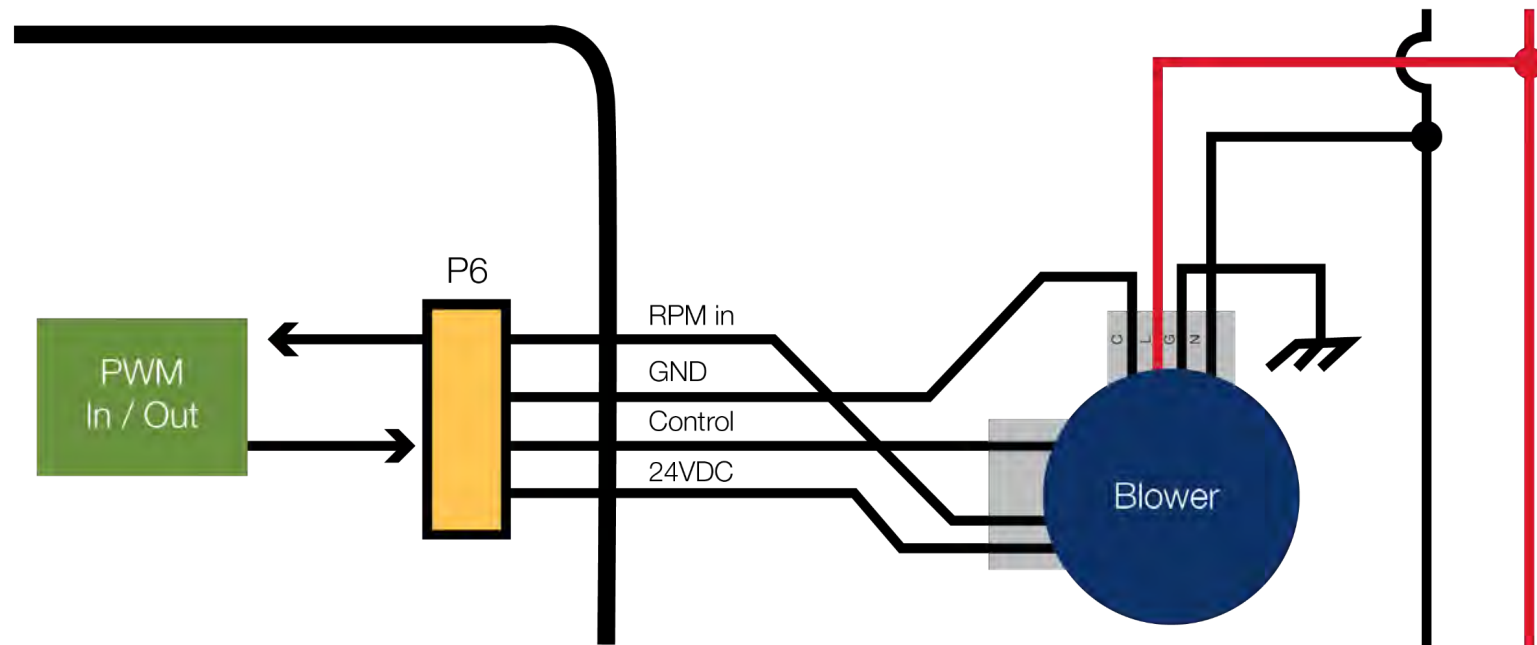 P6
PWM
In / Out
RPM in
GND
Control
24VDC
C L G N
Blower